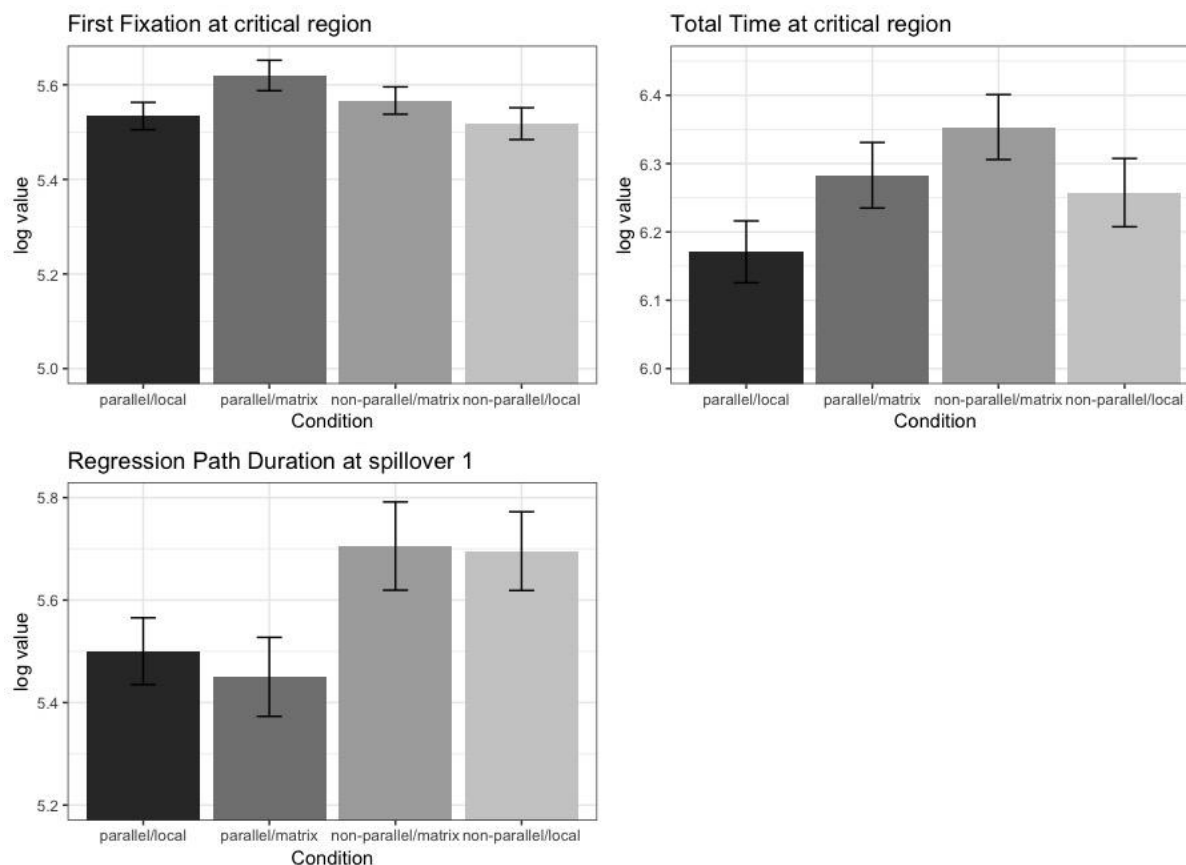 First Fixation at critical region
log value
5.6
5.4
5.2
5.0
parallel/local parallel/matrix non-parallel/matrix non-parallel/local
Condition
Total Time at critical region
log value
6.4
6.3
6.2
6.1
6.0
parallel/local parallel/matrix non-parallel/matrix non-parallel/local
Condition
Regression Path Duration at spillover 1
log value
5.8
5.6
5.4
5.2
parallel/local parallel/matrix non-parallel/matrix non-parallel/local
Condition